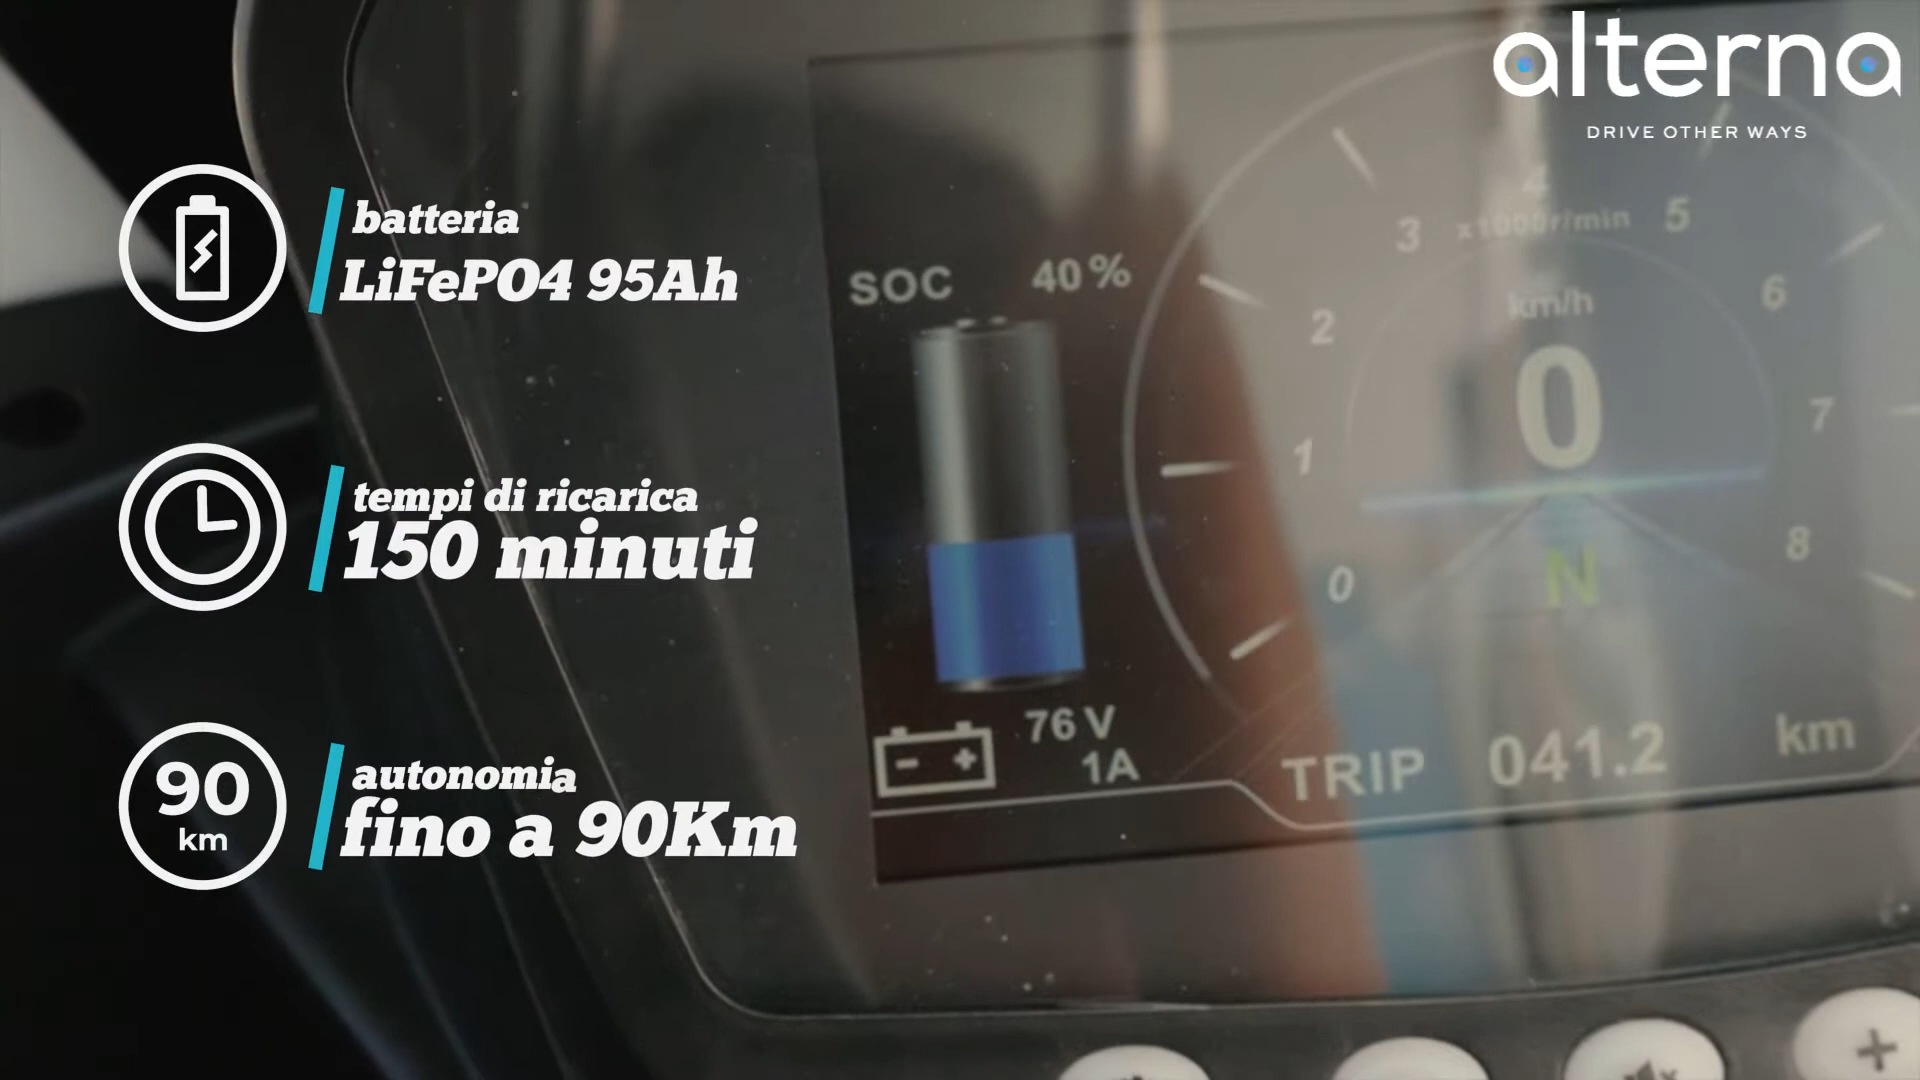 alterna
DRIVE OTHER WAYS
batteria
LiFePO4 95Ah
tempi di ricarica
150 minuti
90
km
autonomia
fino a 90Km
SOC 40%
76 V
1A
0
1
2
3
4
5
6
7
8
x1000r/min
km/h
0
N
TRIP 041.2 km